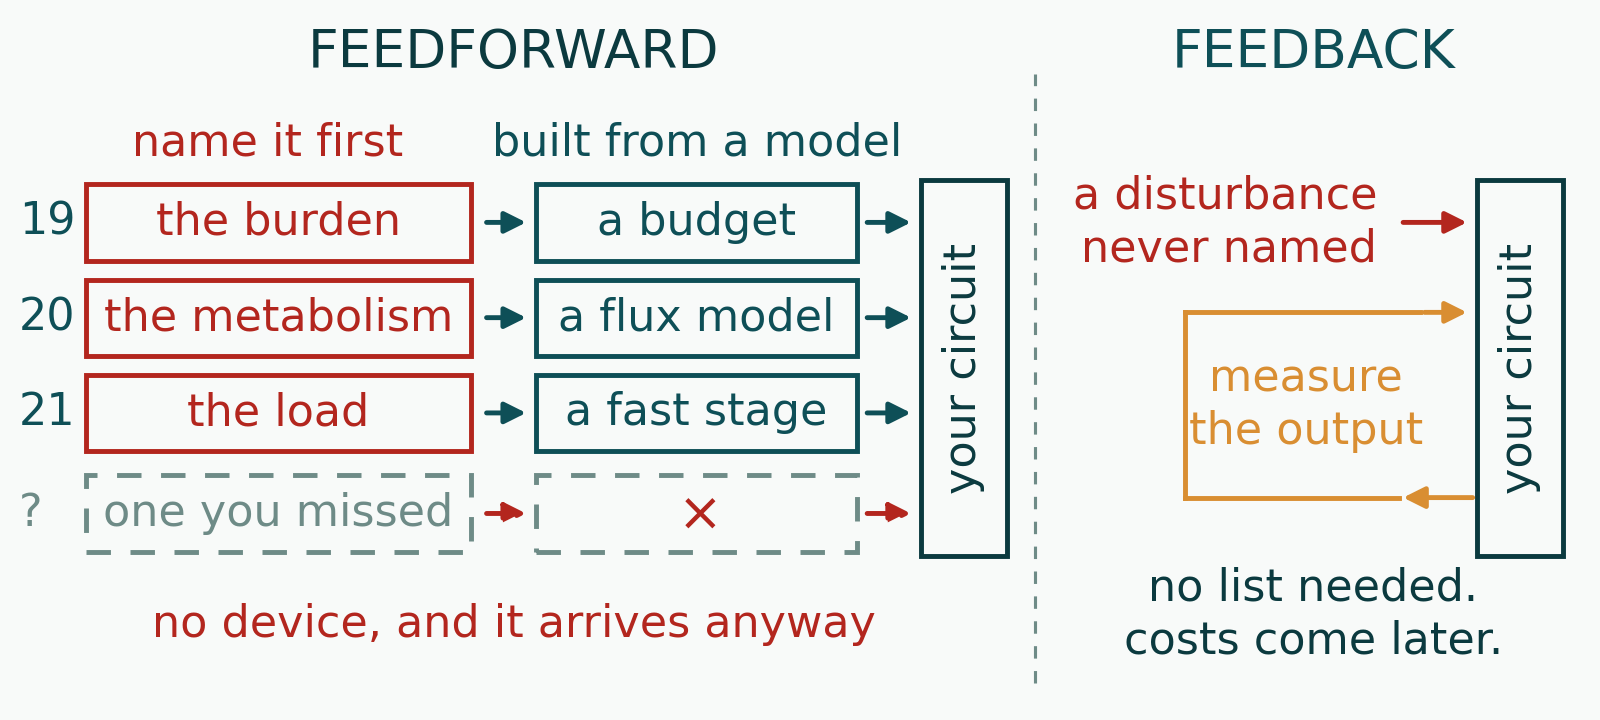 FEEDFORWARD
name it first
built from a model
19
the burden
a budget
20
the metabolism
a flux model
21
the load
a fast stage
?
one you missed
×
your circuit
no device, and it arrives anyway
FEEDBACK
a disturbance
never named
measure
the output
your circuit
no list needed.
costs come later.